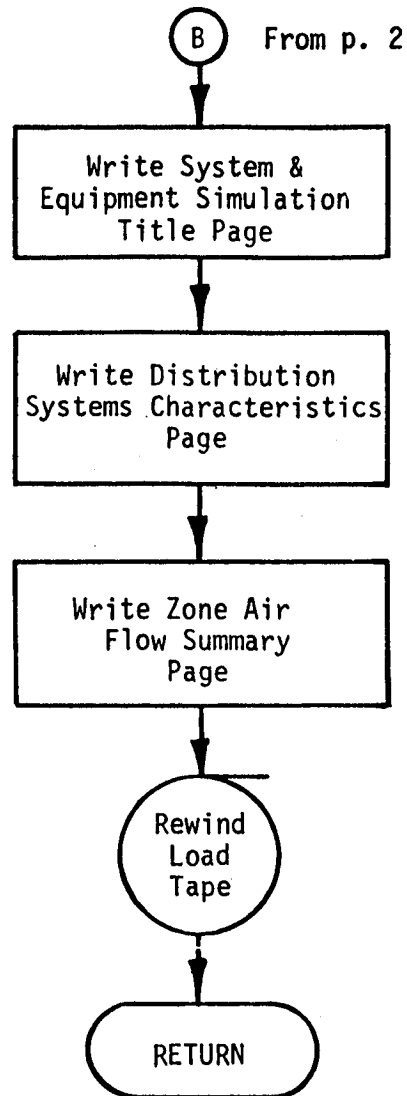 B From p. 2
Write System &
Equipment Simulation
Title Page
Write Distribution
Systems Characteristics
Page
Write Zone Air
Flow Summary
Page
Rewind
Load
Tape
RETURN